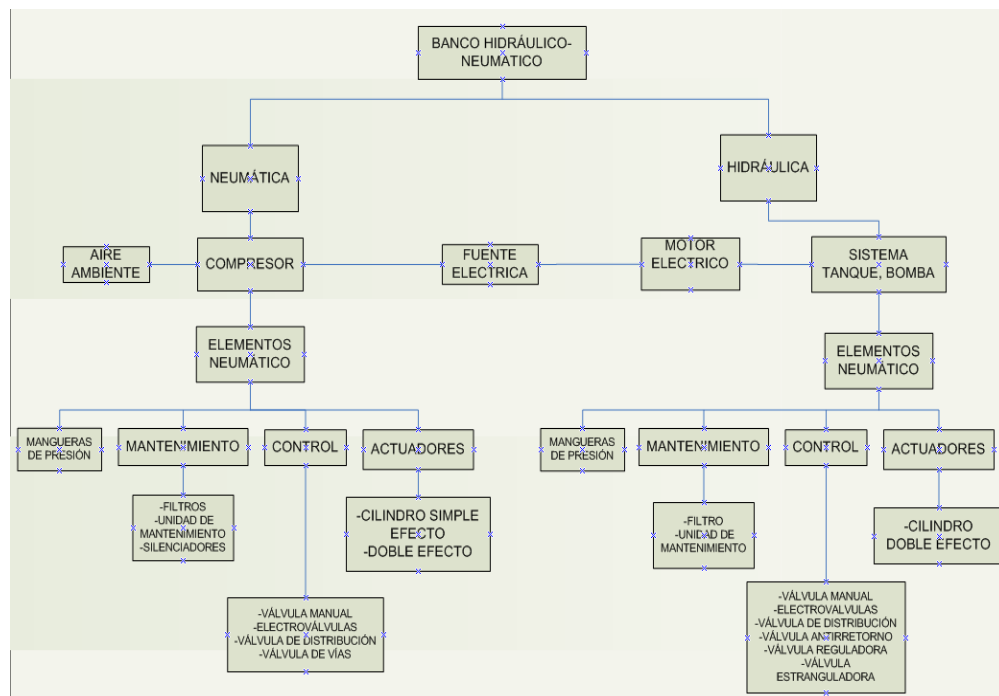 BANCO HIDRÁULICO-
NEUMÁTICO
NEUMÁTICA
HIDRÁULICA
AIRE
AMBIENTE
COMPRESOR
FUENTE
ELECTRICA
MOTOR
ELECTRICO
SISTEMA
TANQUE, BOMBA
ELEMENTOS
NEUMÁTICO
ELEMENTOS
NEUMÁTICO
MANGUERAS
DE PRESIÓN
MANTENIMIENTO
CONTROL
ACTUADORES
MANGUERAS
DE PRESIÓN
MANTENIMIENTO
CONTROL
ACTUADORES
-FILTROS
-UNIDAD DE
MANTENIMIENTO
-SILENCIADORES
-CILINDRO SIMPLE
EFECTO
-DOBLE EFECTO
-FILTRO
-UNIDAD DE
MANTENIMIENTO
-CILINDRO
DOBLE EFECTO
-VÁLVULA MANUAL
-ELECTROVÁLVULAS
-VÁLVULA DE DISTRIBUCIÓN
-VÁLVULA DE VÍAS
-VÁLVULA MANUAL
-ELECTROVALVULAS
-VÁLVULA DE DISTRIBUCIÓN
-VÁLVULA ANTIRRETORNO
-VÁLVULA REGULADORA
-VÁLVULA
ESTRANGULADORA